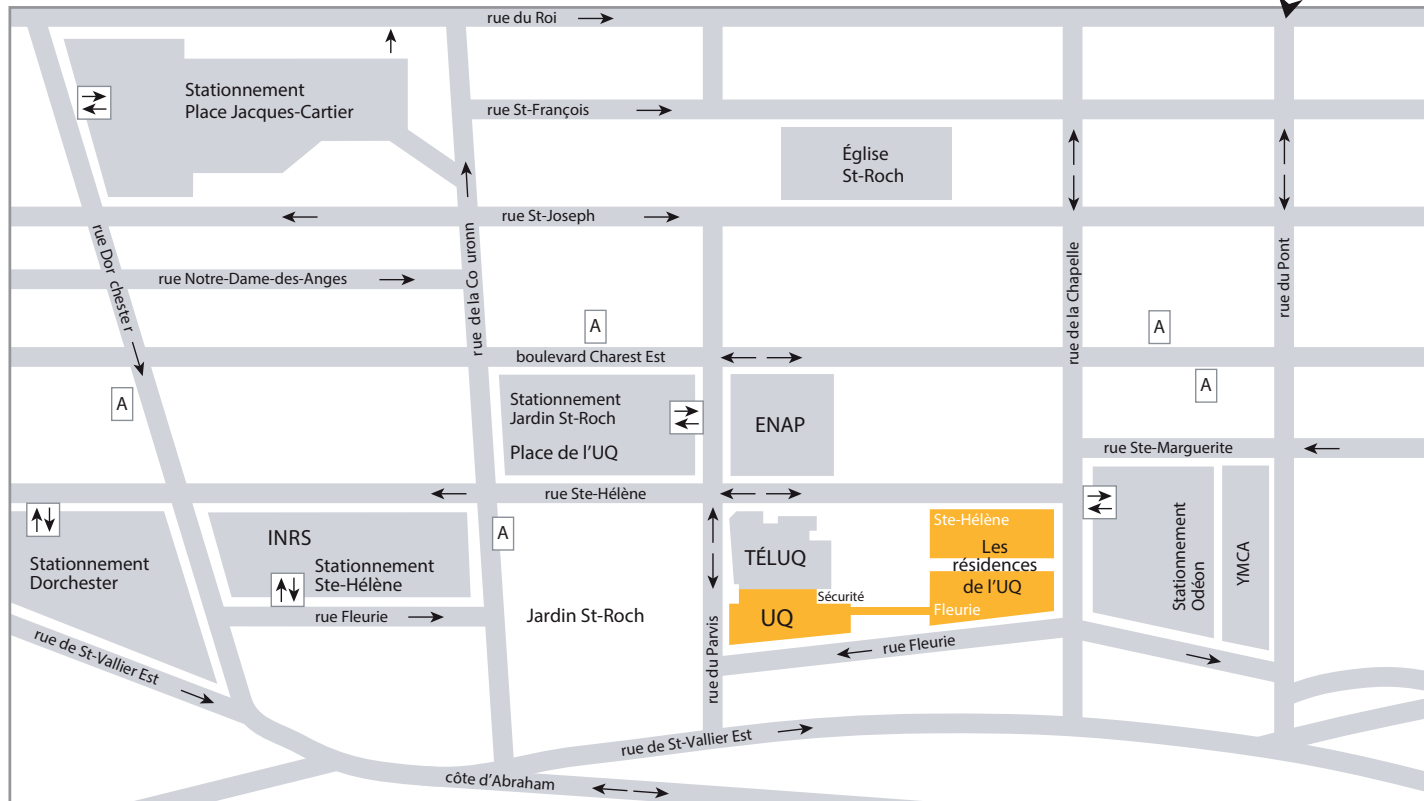 rue du Roi
Stationnement
Place Jacques-Cartier
rue St-François
Église
St-Roch
rue St-Joseph
rue Dor cheste r
rue Notre-Dame-des-Anges
rue de la Co uronn
rue de la Chapelle
rue du Pont
A
A
boulevard Charest Est
A
A
Stationnement
Jardin St-Roch
Place de l'UQ
ENAP
rue Ste-Marguerite
rue Ste-Hélène
Stationnement
Dorchester
INRS
Stationnement
Ste-Hélène
A
TÉLUQ
Ste-Hélène
Les
résidences
de l'UQ
Fleurie
Sécurité
UQ
Stationnement
Odéon
YMCA
rue Fleurie
Jardin St-Roch
rue du Parvis
rue Fleurie
rue de St-Vallier Est
rue de St-Vallier Est
côte d'Abraham